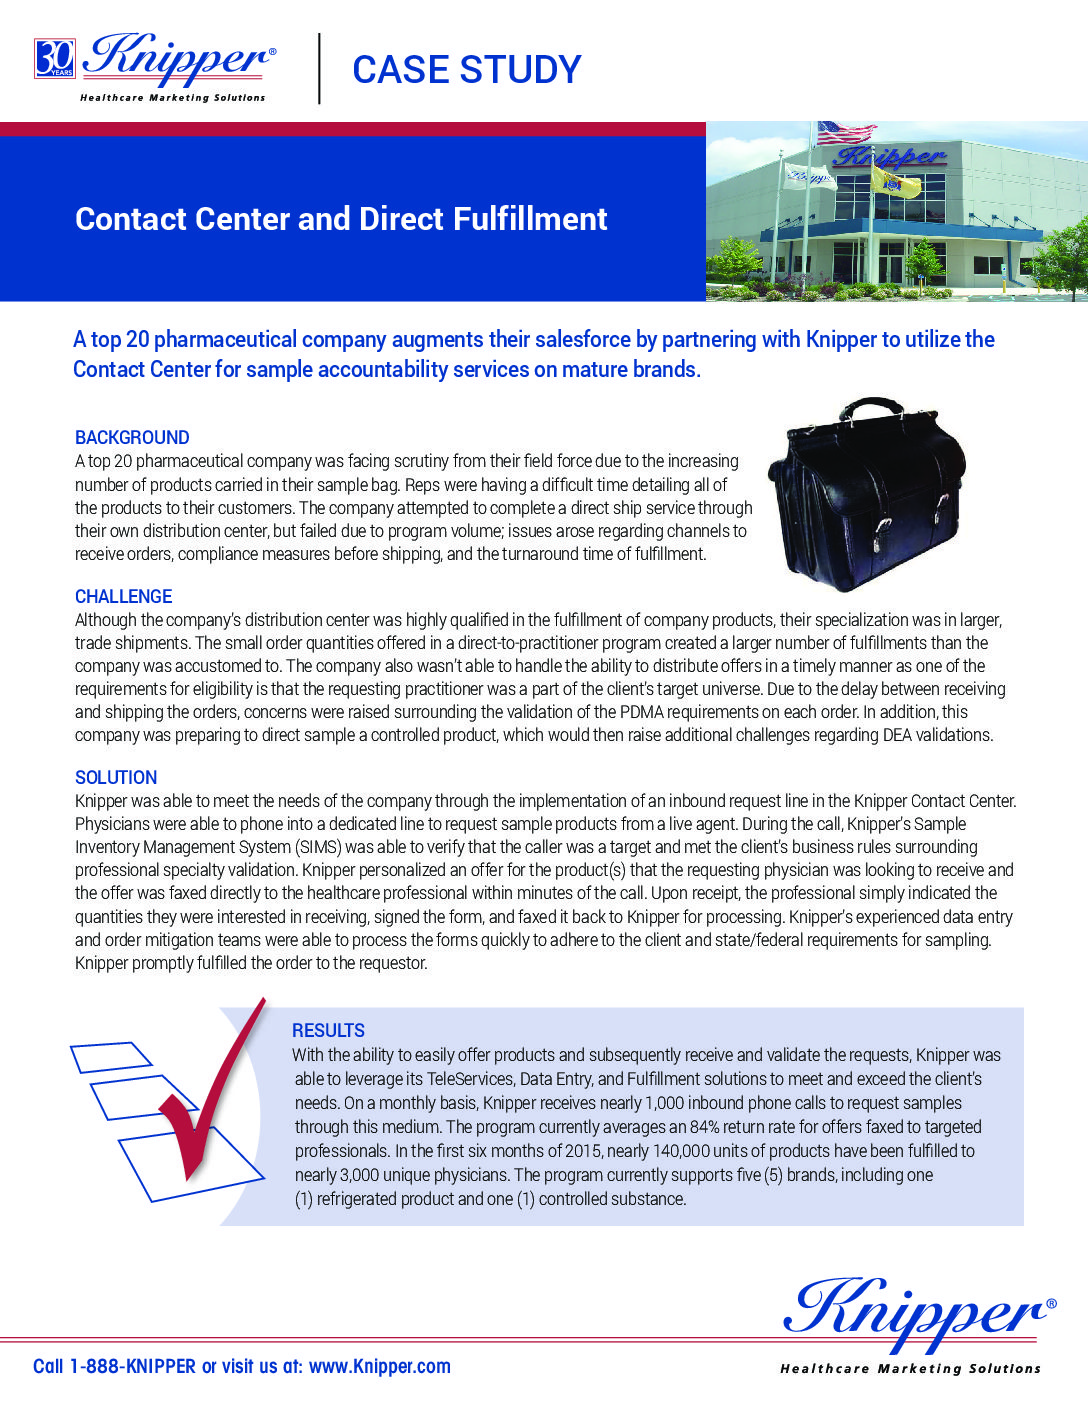 30
YEARS
Knipper®
Healthcare Marketing Solutions
CASE STUDY
Knipper
Knipper
Contact Center and Direct Fulfillment
A top 20 pharmaceutical company augments their salesforce by partnering with Knipper to utilize the
Contact Center for sample accountability services on mature brands.
BACKGROUND
A top 20 pharmaceutical company was facing scrutiny from their field force due to the increasing
number of products carried in their sample bag. Reps were having a difficult time detailing all of
the products to their customers. The company attempted to complete a direct ship service through
their own distribution center, but failed due to program volume; issues arose regarding channels to
receive orders, compliance measures before shipping, and the turnaround time of fulfillment.
CHALLENGE
Although the company's distribution center was highly qualified in the fulfillment of company products, their specialization was in larger,
trade shipments. The small order quantities offered in a direct-to-practitioner program created a larger number of fulfillments than the
company was accustomed to. The company also wasn't able to handle the ability to distribute offers in a timely manner as one of the
requirements for eligibility is that the requesting practitioner was a part of the client's target universe. Due to the delay between receiving
and shipping the orders, concerns were raised surrounding the validation of the PDMA requirements on each order. In addition, this
company was preparing to direct sample a controlled product, which would then raise additional challenges regarding DEA validations.
SOLUTION
Knipper was able to meet the needs of the company through the implementation of an inbound request line in the Knipper Contact Center.
Physicians were able to phone into a dedicated line to request sample products from a live agent. During the call, Knipper's Sample
Inventory Management System (SIMS) was able to verify that the caller was a target and met the client's business rules surrounding
professional specialty validation. Knipper personalized an offer for the product(s) that the requesting physician was looking to receive and
the offer was faxed directly to the healthcare professional within minutes of the call. Upon receipt, the professional simply indicated the
quantities they were interested in receiving, signed the form, and faxed it back to Knipper for processing. Knipper's experienced data entry
and order mitigation teams were able to process the forms quickly to adhere to the client and state/federal requirements for sampling.
Knipper promptly fulfilled the order to the requestor.
RESULTS
With the ability to easily offer products and subsequently receive and validate the requests, Knipper was
able to leverage its TeleServices, Data Entry, and Fulfillment solutions to meet and exceed the client's
needs. On a monthly basis, Knipper receives nearly 1,000 inbound phone calls to request samples
through this medium. The program currently averages an 84% return rate for offers faxed to targeted
professionals. In the first six months of 2015, nearly 140,000 units of products have been fulfilled to
nearly 3,000 unique physicians. The program currently supports five (5) brands, including one
(1) refrigerated product and one (1) controlled substance.
Knipper®
Healthcare Marketing Solutions
Call 1-888-KNIPPER or visit us at: www.Knipper.com